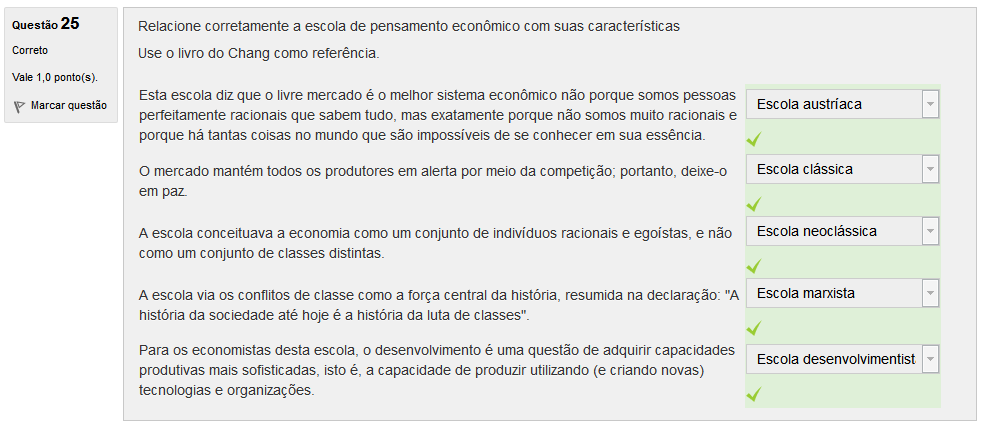 Questão 25
Correto
Vale 1,0 ponto(s).
Marcar questão
Relacione corretamente a escola de pensamento econômico com suas características
Use o livro do Chang como referência.
Esta escola diz que o livre mercado é o melhor sistema econômico não porque somos pessoas
perfeitamente racionais que sabem tudo, mas exatamente porque não somos muito racionais e
porque há tantas coisas no mundo que são impossíveis de se conhecer em sua essência.
Escola austríaca
O mercado mantém todos os produtores em alerta por meio da competição; portanto, deixe-o
em paz.
Escola clássica
A escola conceituava a economia como um conjunto de indivíduos racionais e egoístas, e não
como um conjunto de classes distintas.
Escola neoclássica
A escola via os conflitos de classe como a força central da história, resumida na declaração: "A
história da sociedade até hoje é a história da luta de classes".
Escola marxista
Para os economistas desta escola, o desenvolvimento é uma questão de adquirir capacidades
produtivas mais sofisticadas, isto é, a capacidade de produzir utilizando (e criando novas)
tecnologias e organizações.
Escola desenvolvimentist